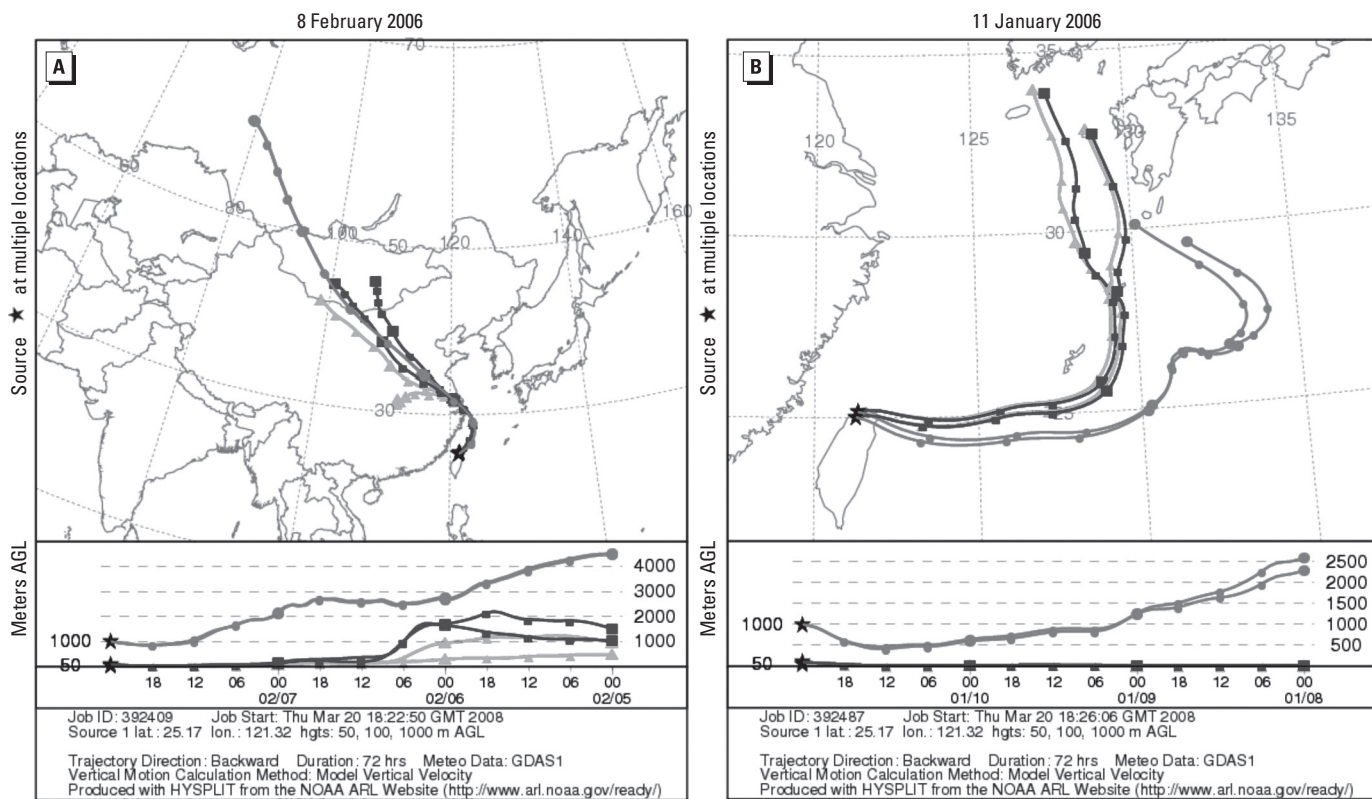 8 February 2006
A
Source ★ at multiple locations
70
60
80
100
50
120
140
160
30
Meters AGL
4000
3000
2000
1000
1000
50
18 12 06 00 18 12 06 00 18 12 06 00
02/07 02/06 02/05
Job ID: 392409 Job Start: Thu Mar 20 18:22:50 GMT 2008
Source 1 lat.: 25.17 lon.: 121.32 hgts: 50, 100, 1000 m AGL
Trajectory Direction: Backward Duration: 72 hrs Meteo Data: GDAS1
Vertical Motion Calculation Method: Model Vertical Velocity
Produced with HYSPLIT from the NOAA ARL Website (http://www.arl.noaa.gov/ready/)
11 January 2006
B
Source ★ at multiple locations
35
120
125
130
135
30
25
Meters AGL
2500
2000
1500
1000
500
1000
50
18 12 06 00 18 12 06 00 18 12 06 00
01/10 01/09 01/08
Job ID: 392487 Job Start: Thu Mar 20 18:26:06 GMT 2008
Source 1 lat.: 25.17 lon.: 121.32 hgts: 50, 100, 1000 m AGL
Trajectory Direction: Backward Duration: 72 hrs Meteo Data: GDAS1
Vertical Motion Calculation Method: Model Vertical Velocity
Produced with HYSPLIT from the NOAA ARL Website (http://www.arl.noaa.gov/ready/)